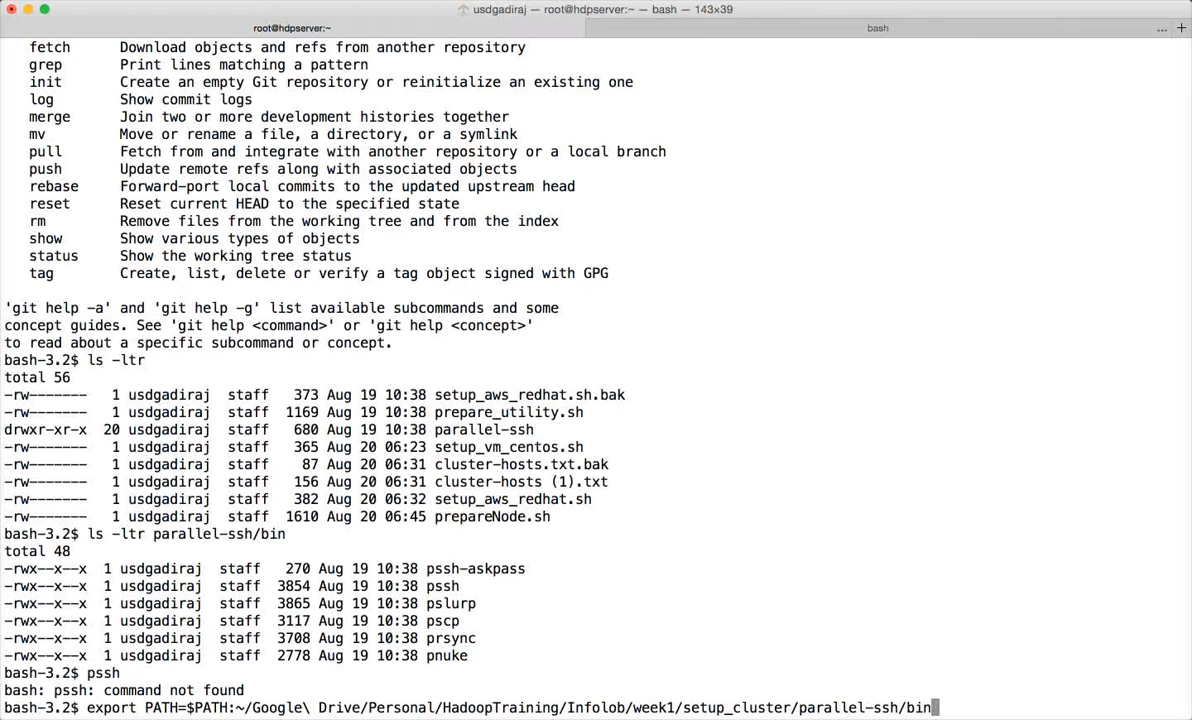 usdgadiraj — root@hdpserver:~ — bash — 143×39
root@hdpserver:~ bash ... +
fetch Download objects and refs from another repository
grep Print lines matching a pattern
init Create an empty Git repository or reinitialize an existing one
log Show commit logs
merge Join two or more development histories together
mv Move or rename a file, a directory, or a symlink
pull Fetch from and integrate with another repository or a local branch
push Update remote refs along with associated objects
rebase Forward-port local commits to the updated upstream head
reset Reset current HEAD to the specified state
rm Remove files from the working tree and from the index
show Show various types of objects
status Show the working tree status
tag Create, list, delete or verify a tag object signed with GPG
'git help -a' and 'git help -g' list available subcommands and some
concept guides. See 'git help <command>' or 'git help <concept>'
to read about a specific subcommand or concept.
bash-3.2$ ls -ltr
total 56
-rw------- 1 usdgadiraj staff 373 Aug 19 10:38 setup_aws_redhat.sh.bak
-rw------- 1 usdgadiraj staff 1169 Aug 19 10:38 prepare_utility.sh
drwxr-xr-x 20 usdgadiraj staff 680 Aug 19 10:38 parallel-ssh
-rw------- 1 usdgadiraj staff 365 Aug 20 06:23 setup_vm_centos.sh
-rw------- 1 usdgadiraj staff 87 Aug 20 06:31 cluster-hosts.txt.bak
-rw------- 1 usdgadiraj staff 156 Aug 20 06:31 cluster-hosts (1).txt
-rw------- 1 usdgadiraj staff 382 Aug 20 06:32 setup_aws_redhat.sh
-rw------- 1 usdgadiraj staff 1610 Aug 20 06:45 prepareNode.sh
bash-3.2$ ls -ltr parallel-ssh/bin
total 48
-rwx--x--x 1 usdgadiraj staff 270 Aug 19 10:38 pssh-askpass
-rwx--x--x 1 usdgadiraj staff 3854 Aug 19 10:38 pssh
-rwx--x--x 1 usdgadiraj staff 3865 Aug 19 10:38 pslurp
-rwx--x--x 1 usdgadiraj staff 3117 Aug 19 10:38 pscp
-rwx--x--x 1 usdgadiraj staff 3708 Aug 19 10:38 prsync
-rwx--x--x 1 usdgadiraj staff 2778 Aug 19 10:38 pnuke
bash-3.2$ pssh
bash: pssh: command not found
bash-3.2$ export PATH=$PATH:~/Google\ Drive/Personal/HadoopTraining/Infolob/week1/setup_cluster/parallel-ssh/bin